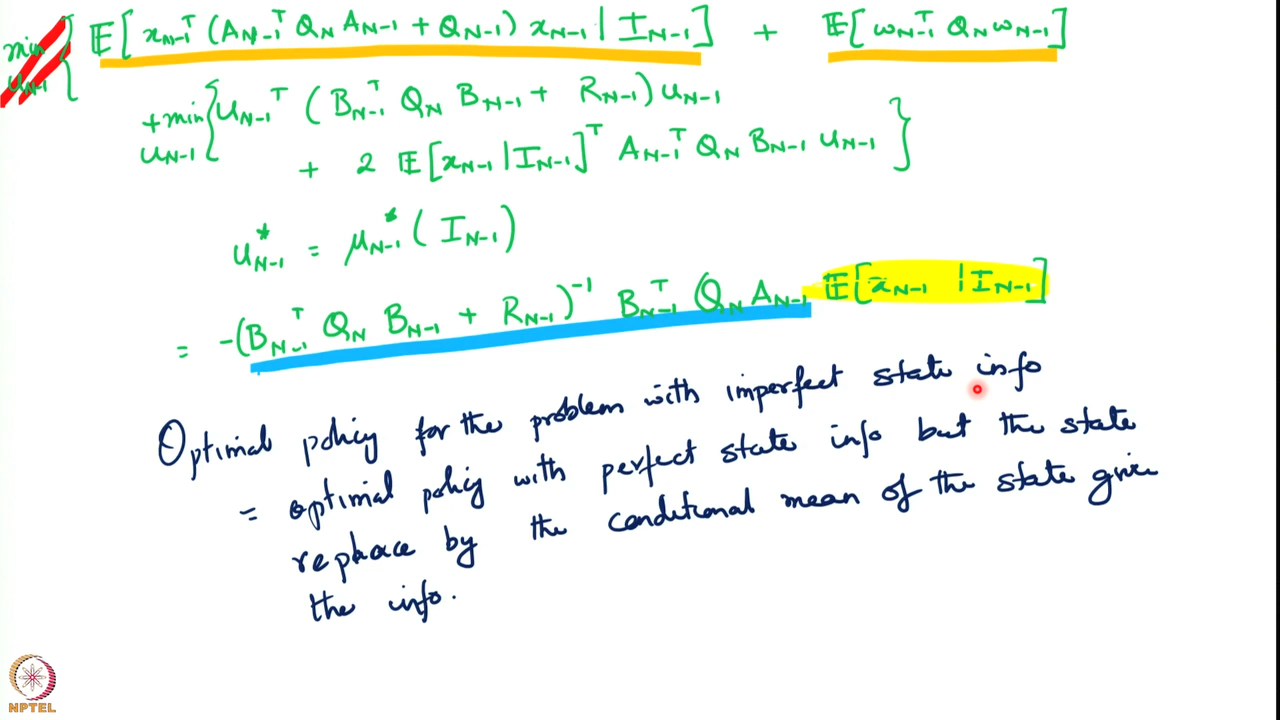 min u_{N-1} { E[ x_{N-1}^T (A_{N-1}^T Q_N A_{N-1} + Q_{N-1}) x_{N-1} | I_{N-1} ] + E[ w_{N-1}^T Q_N w_{N-1} ]
+ min u_{N-1} { u_{N-1}^T ( B_{N-1}^T Q_N B_{N-1} + R_{N-1} ) u_{N-1}
+ 2 E[ x_{N-1} | I_{N-1} ]^T A_{N-1}^T Q_N B_{N-1} u_{N-1} }
u_{N-1}^* = μ_{N-1}^* ( I_{N-1} )
= -( B_{N-1}^T Q_N B_{N-1} + R_{N-1} )^{-1} B_{N-1}^T ( Q_N A_{N-1} E[ x_{N-1} | I_{N-1} ]
Optimal policy for the problem with imperfect state info
= optimal policy with perfect state info but the state
replace by the conditional mean of the state given
the info.
NPTEL